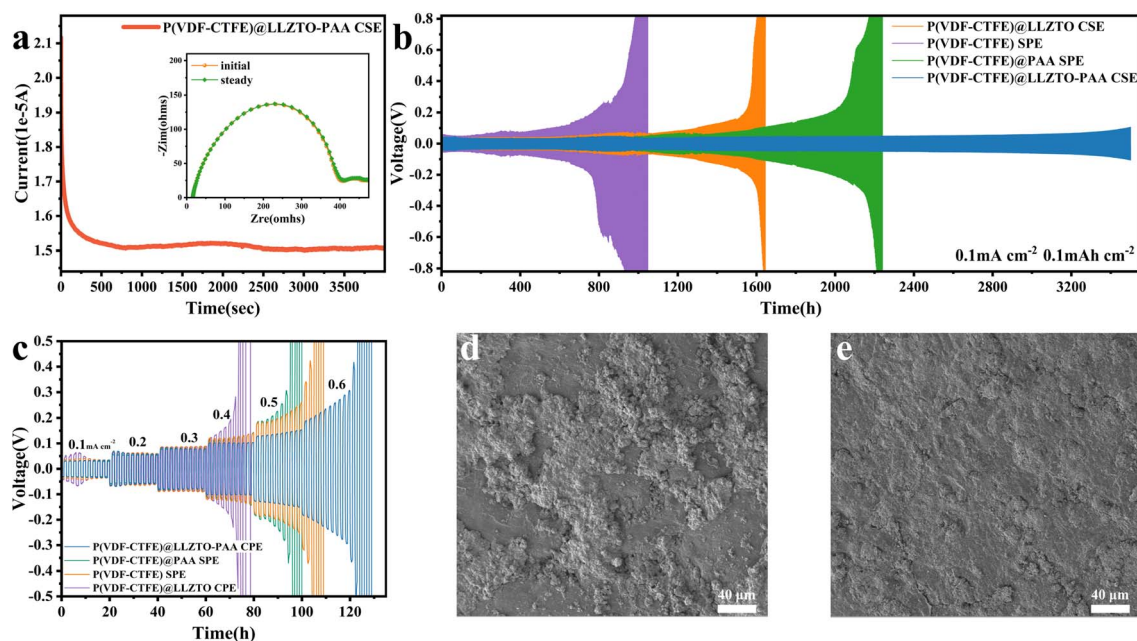 a
P(VDF-CTFE)@LLZTO-PAA CSE
Current(1e-5A)
2.1
2.0
1.9
1.8
1.7
1.6
1.5
0 500 1000 1500 2000 2500 3000 3500
Time(sec)
initial
steady
-Zim(ohms)
200
150
100
50
0
0 100 200 300 400
Zre(omhs)
b
P(VDF-CTFE)@LLZTO CSE
P(VDF-CTFE) SPE
P(VDF-CTFE)@PAA SPE
P(VDF-CTFE)@LLZTO-PAA CSE
Voltage(V)
0.8
0.4
0.0
-0.4
-0.8
0.1mA cm⁻² 0.1mAh cm⁻²
0 400 800 1200 1600 2000 2400 2800 3200
Time(h)
c
Voltage(V)
0.5
0.4
0.3
0.2
0.1
0.0
-0.1
-0.2
-0.3
-0.4
-0.5
0.1mA cm⁻²
0.2
0.3
0.4
0.5
0.6
P(VDF-CTFE)@LLZTO-PAA CPE
P(VDF-CTFE)@PAA SPE
P(VDF-CTFE) SPE
P(VDF-CTFE)@LLZTO CPE
0 20 40 60 80 100 120
Time(h)
d
40 μm
e
40 μm